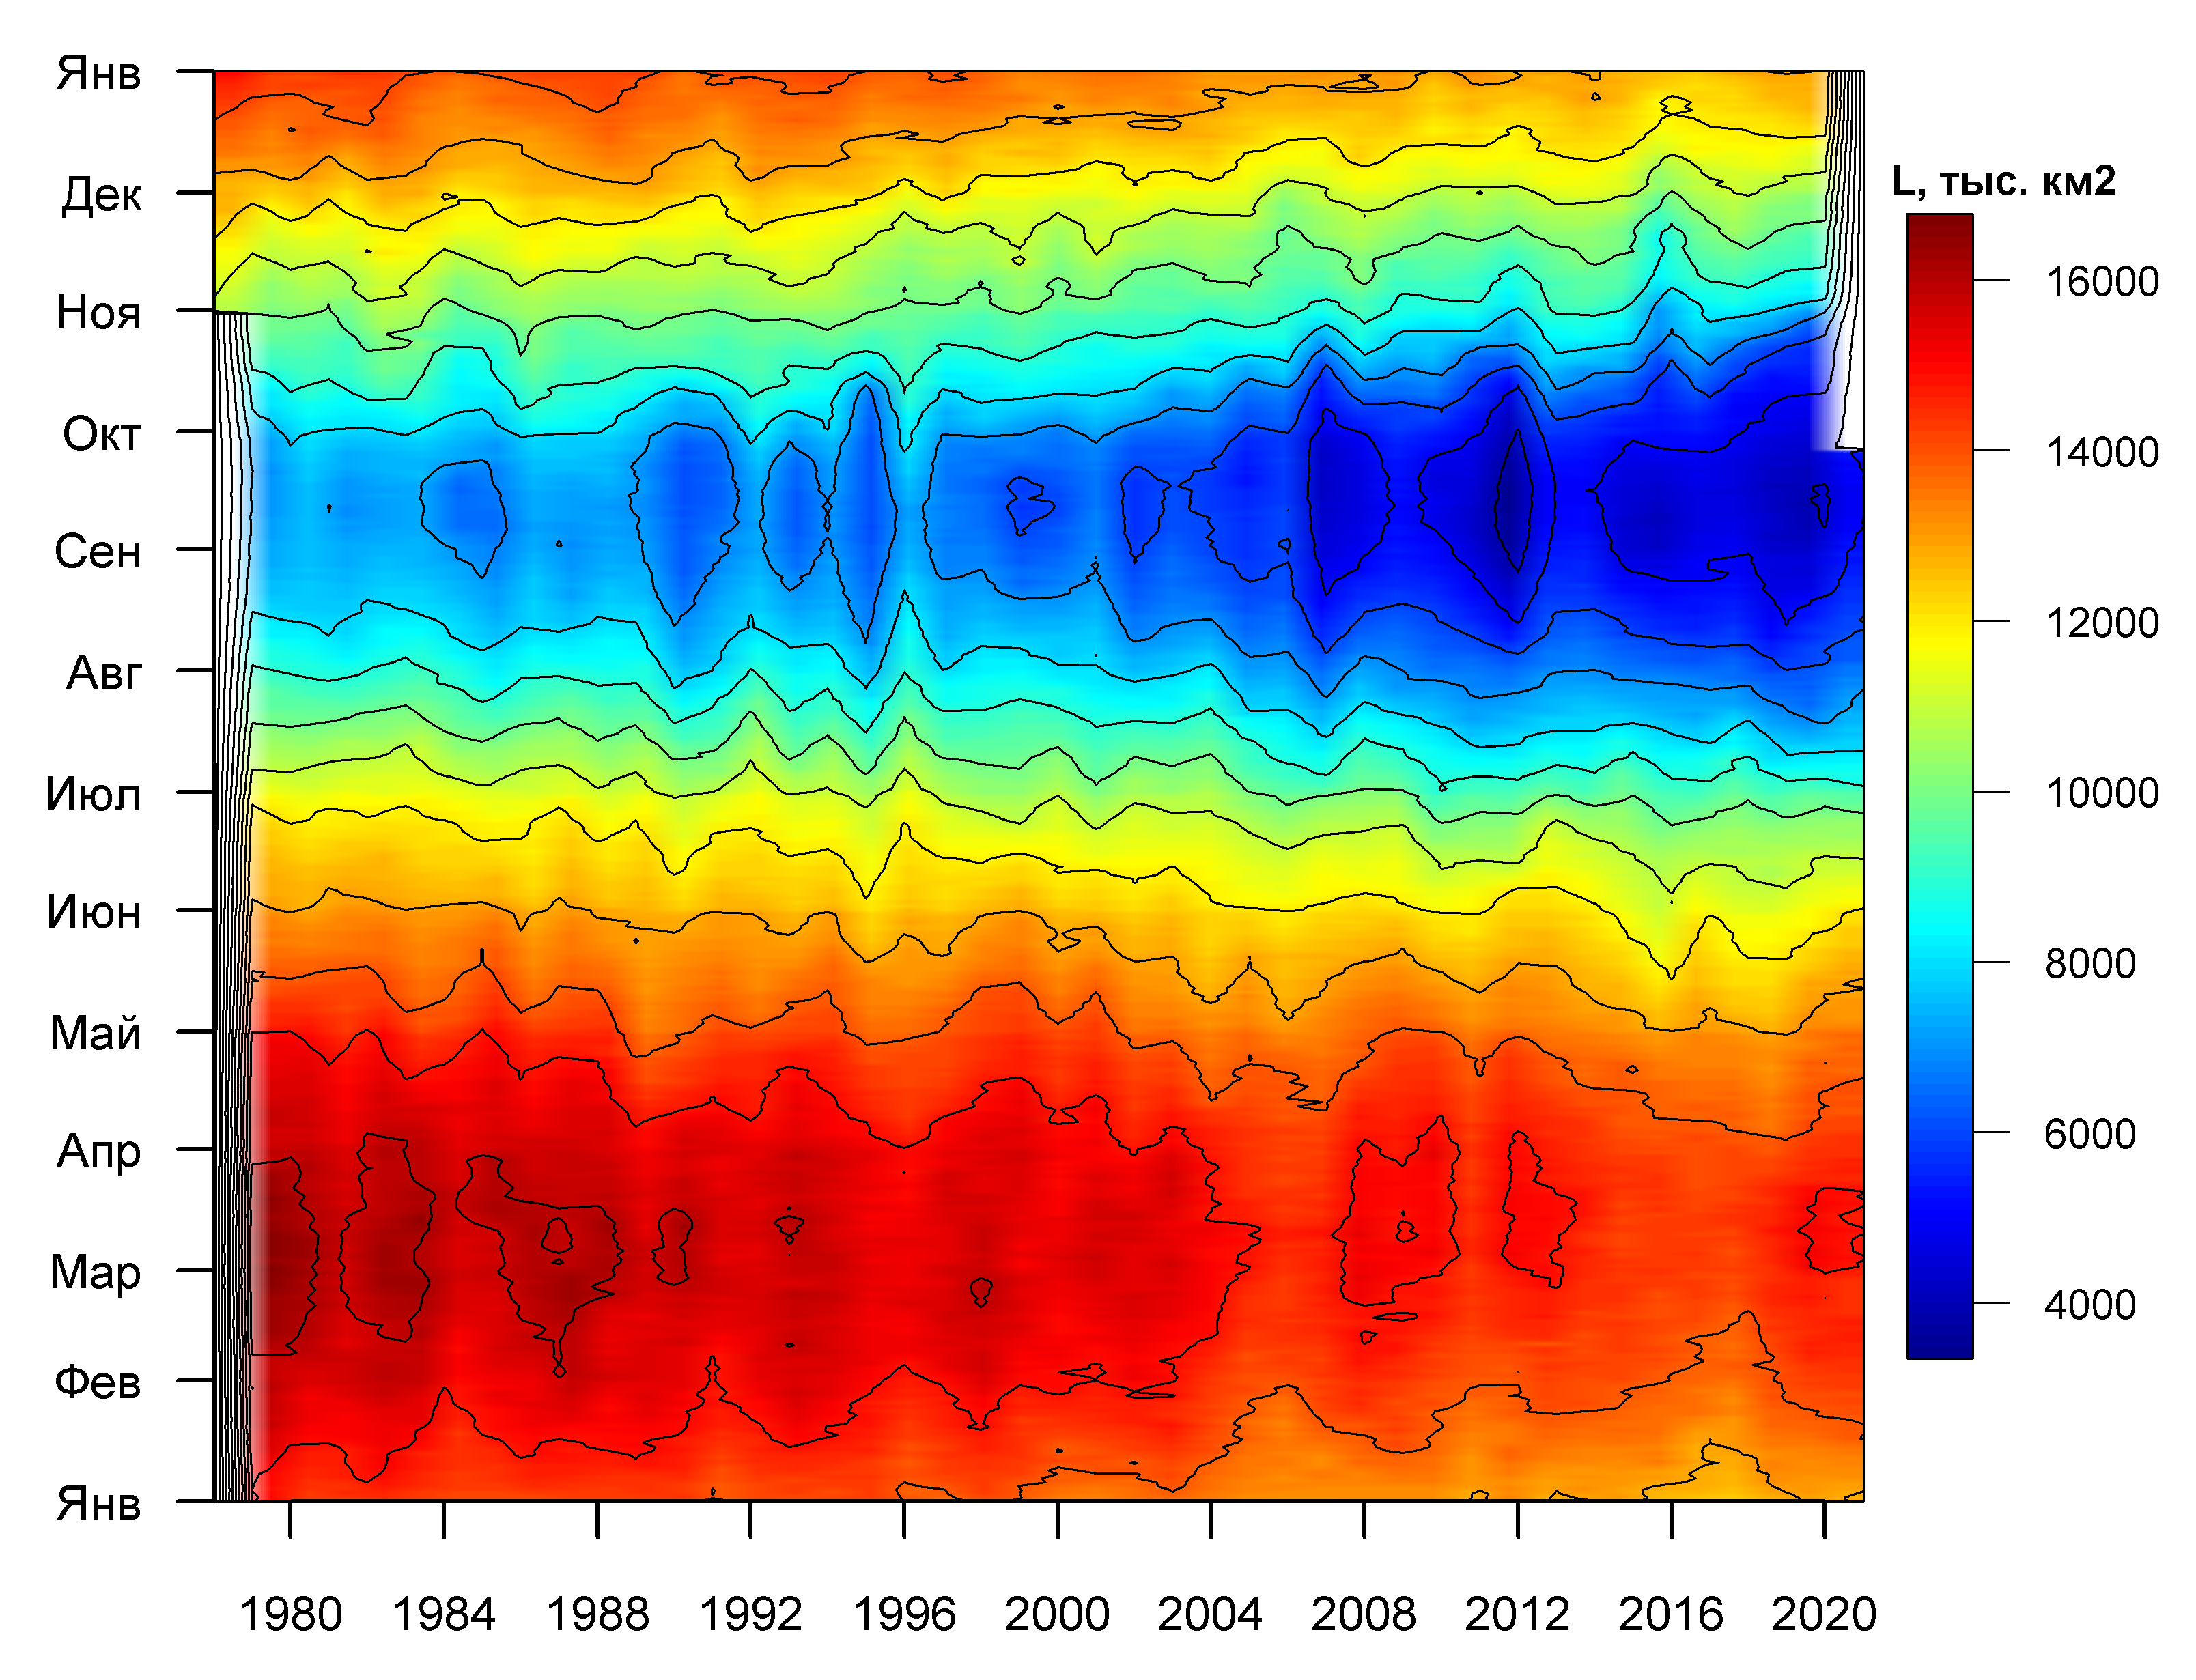 Янв
Дек
Ноя
Окт
Сен
Авг
Июл
Июн
Май
Апр
Мар
Фев
Янв
1980 1984 1988 1992 1996 2000 2004 2008 2012 2016 2020
L, тыс. км2
16000
14000
12000
10000
8000
6000
4000